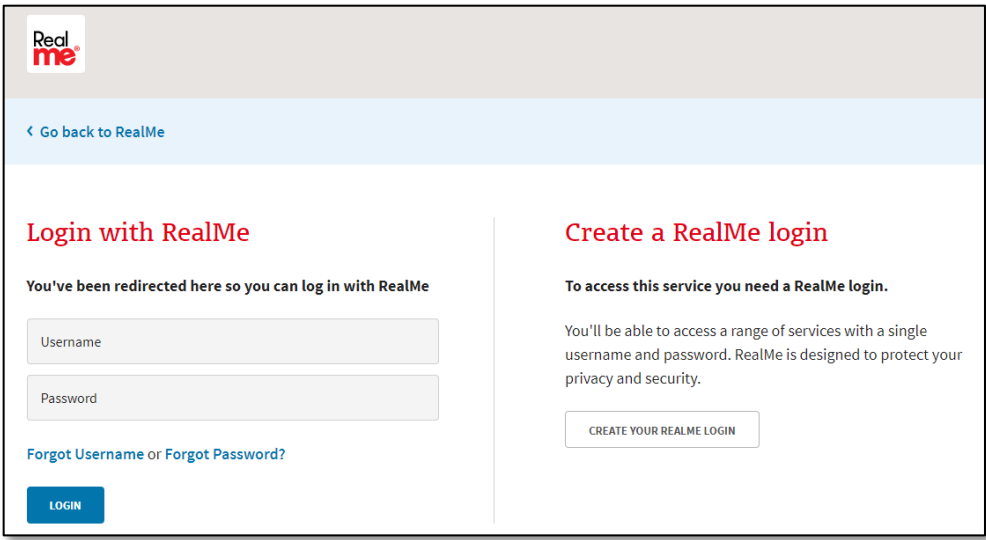 Real
me®
‹ Go back to RealMe
Login with RealMe
You've been redirected here so you can log in with RealMe
Username
Password
Forgot Username or Forgot Password?
LOGIN
Create a RealMe login
To access this service you need a RealMe login.
You'll be able to access a range of services with a single
username and password. RealMe is designed to protect your
privacy and security.
CREATE YOUR REALME LOGIN